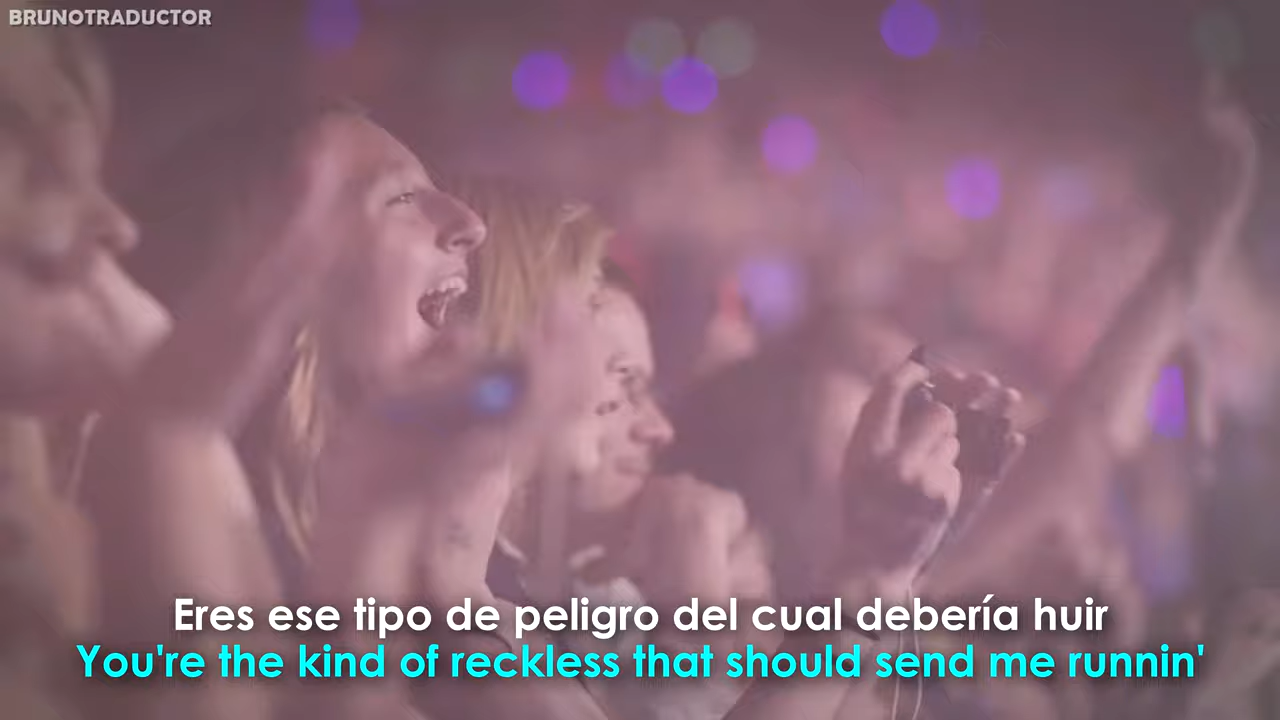 BRUNOTRADUCTOR
Eres ese tipo de peligro del cual debería huir
You're the kind of reckless that should send me runnin'